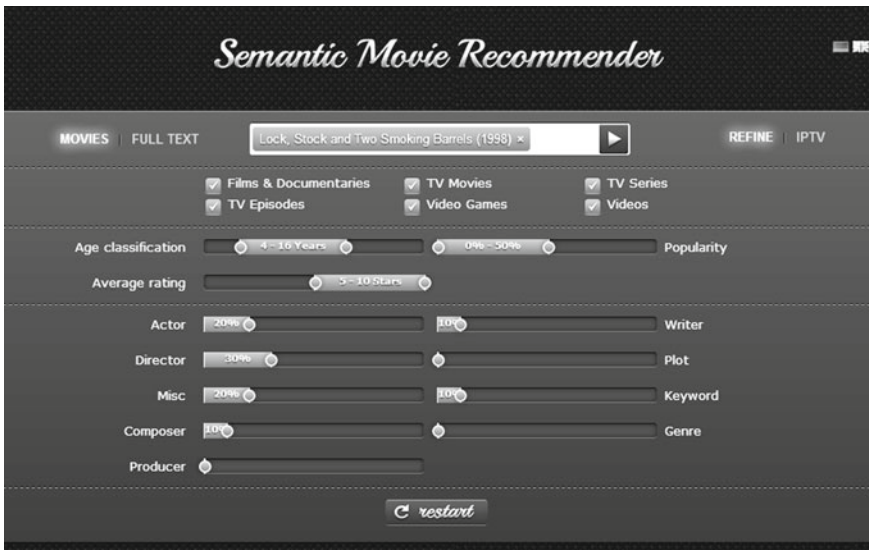 Semantic Movie Recommender
MOVIES | FULL TEXT Lock, Stock and Two Smoking Barrels (1998) × REFINE | IPTV
Films & Documentaries TV Movies TV Series
TV Episodes Video Games Videos
Age classification 4 - 16 Years 0% - 50% Popularity
Average rating 5 - 10 Stars
Actor 20% 10% Writer
Director 30% Plot
Misc 20% 10% Keyword
Composer 10% Genre
Producer
restart